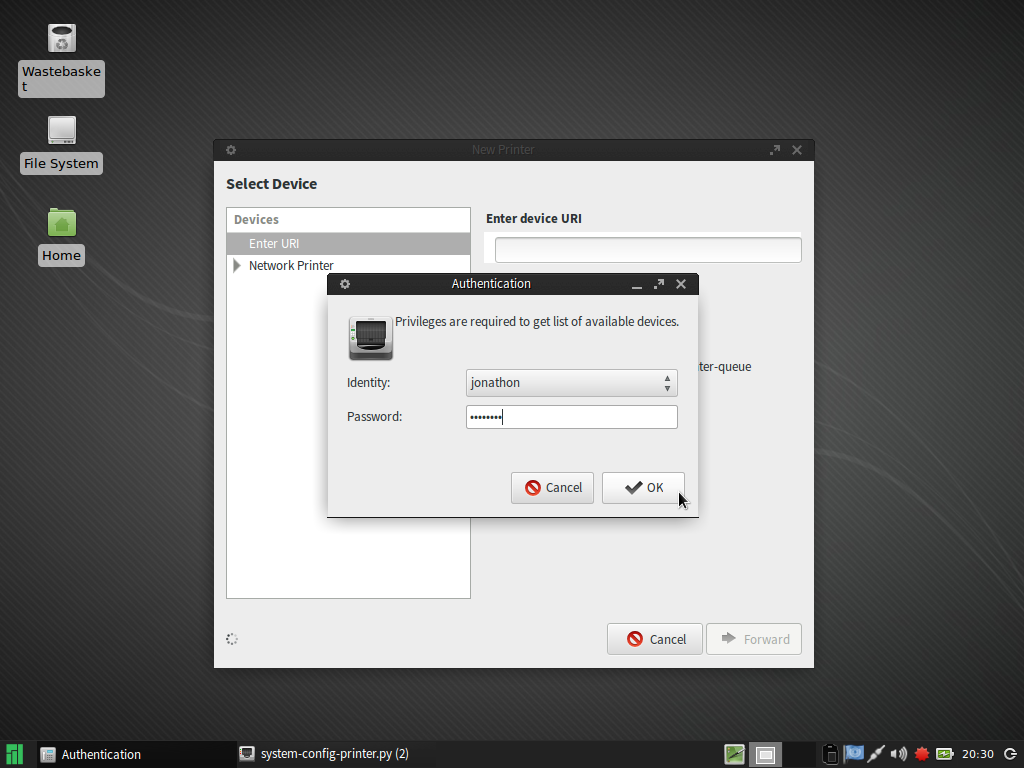 Wastebaske
t
File System
Home
New Printer
Select Device
Devices
Enter URI
Network Printer
Enter device URI
ter-queue
Authentication
Privileges are required to get list of available devices.
Identity:
jonathon
Password:
••••••••
Cancel
OK
Cancel
Forward
Authentication
system-config-printer.py (2)
20:30